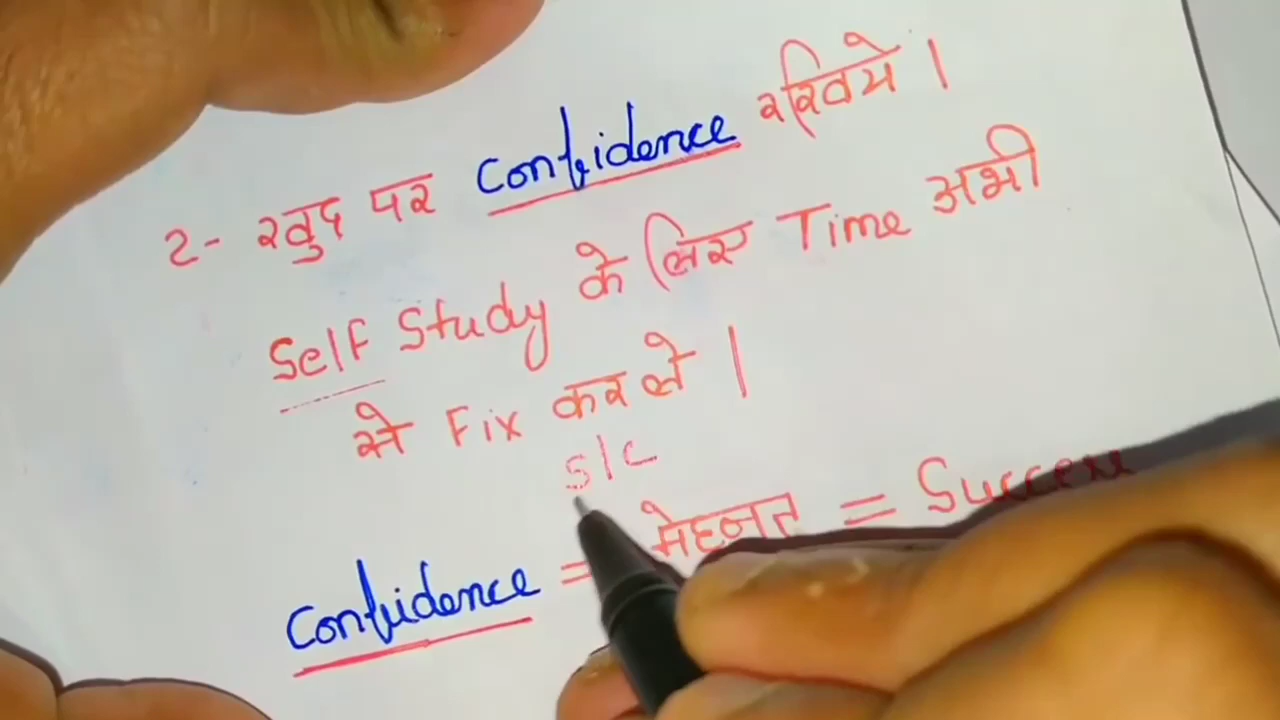 2- खुद पर Confidence रखिये ।
Self Study के लिए Time अभी
से Fix कर ले ।
S/C
Confidence = मेहनत = Success